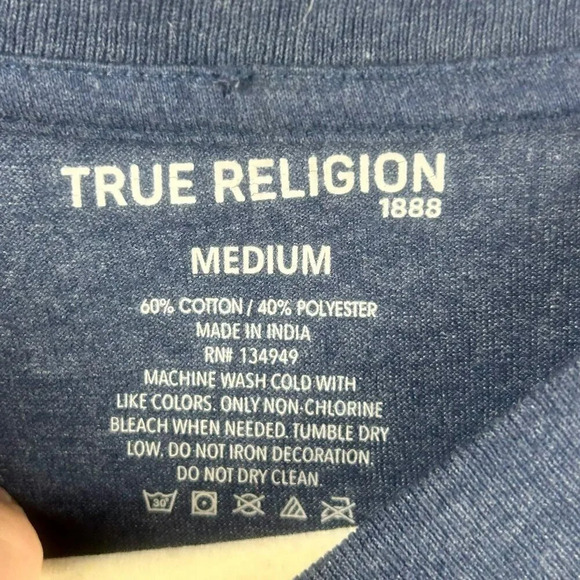 TRUE RELIGION
1888
MEDIUM
60% COTTON / 40% POLYESTER
MADE IN INDIA
RN# 134949
MACHINE WASH COLD WITH
LIKE COLORS. ONLY NON-CHLORINE
BLEACH WHEN NEEDED. TUMBLE DRY
LOW. DO NOT IRON DECORATION.
DO NOT DRY CLEAN.
30°